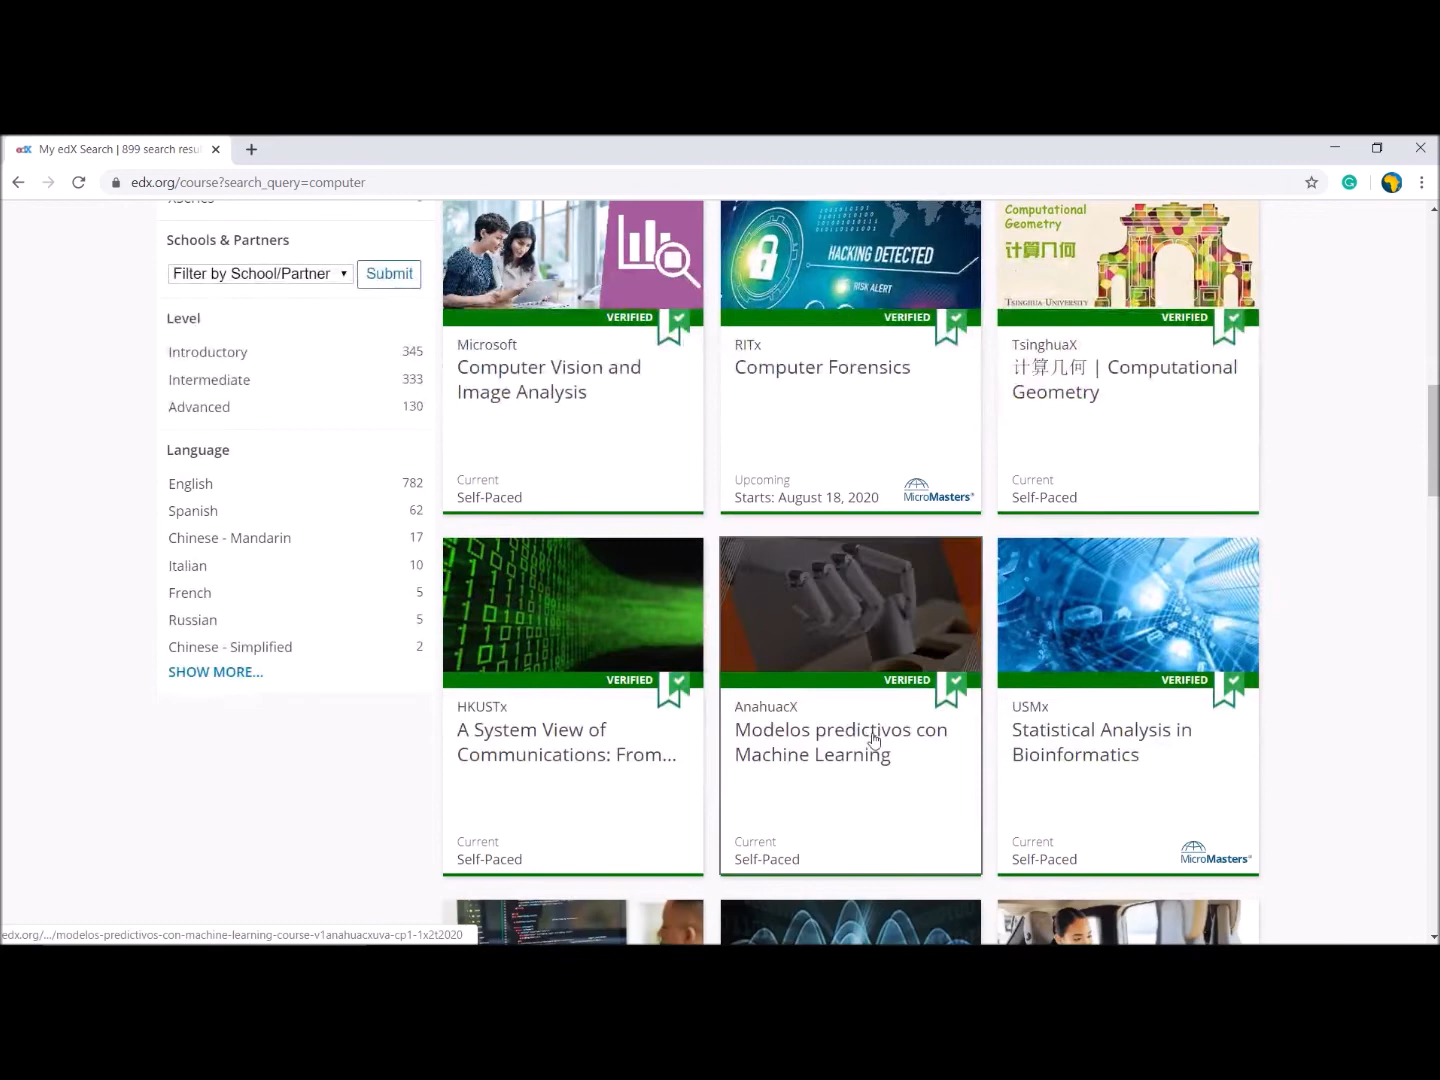 My edX Search | 899 search resu
edx.org/course?search_query=computer
XSeries
Schools & Partners
Filter by School/Partner
Submit
Level
Introductory 345
Intermediate 333
Advanced 130
Language
English 782
Spanish 62
Chinese - Mandarin 17
Italian 10
French 5
Russian 5
Chinese - Simplified 2
SHOW MORE...
VERIFIED
Microsoft
Computer Vision and
Image Analysis
Current
Self-Paced
HACKING DETECTED
RISK ALERT
VERIFIED
RITx
Computer Forensics
Upcoming
Starts: August 18, 2020
MicroMasters®
Computational
Geometry
计算几何
TSINGHUA UNIVERSITY
VERIFIED
TsinghuaX
计算几何 | Computational
Geometry
Current
Self-Paced
VERIFIED
HKUSTx
A System View of
Communications: From...
Current
Self-Paced
VERIFIED
AnahuacX
Modelos predictivos con
Machine Learning
Current
Self-Paced
VERIFIED
USMx
Statistical Analysis in
Bioinformatics
Current
Self-Paced
MicroMasters®
edx.org/.../modelos-predictivos-con-machine-learning-course-v1anahuacxuva-cp1-1x2t2020